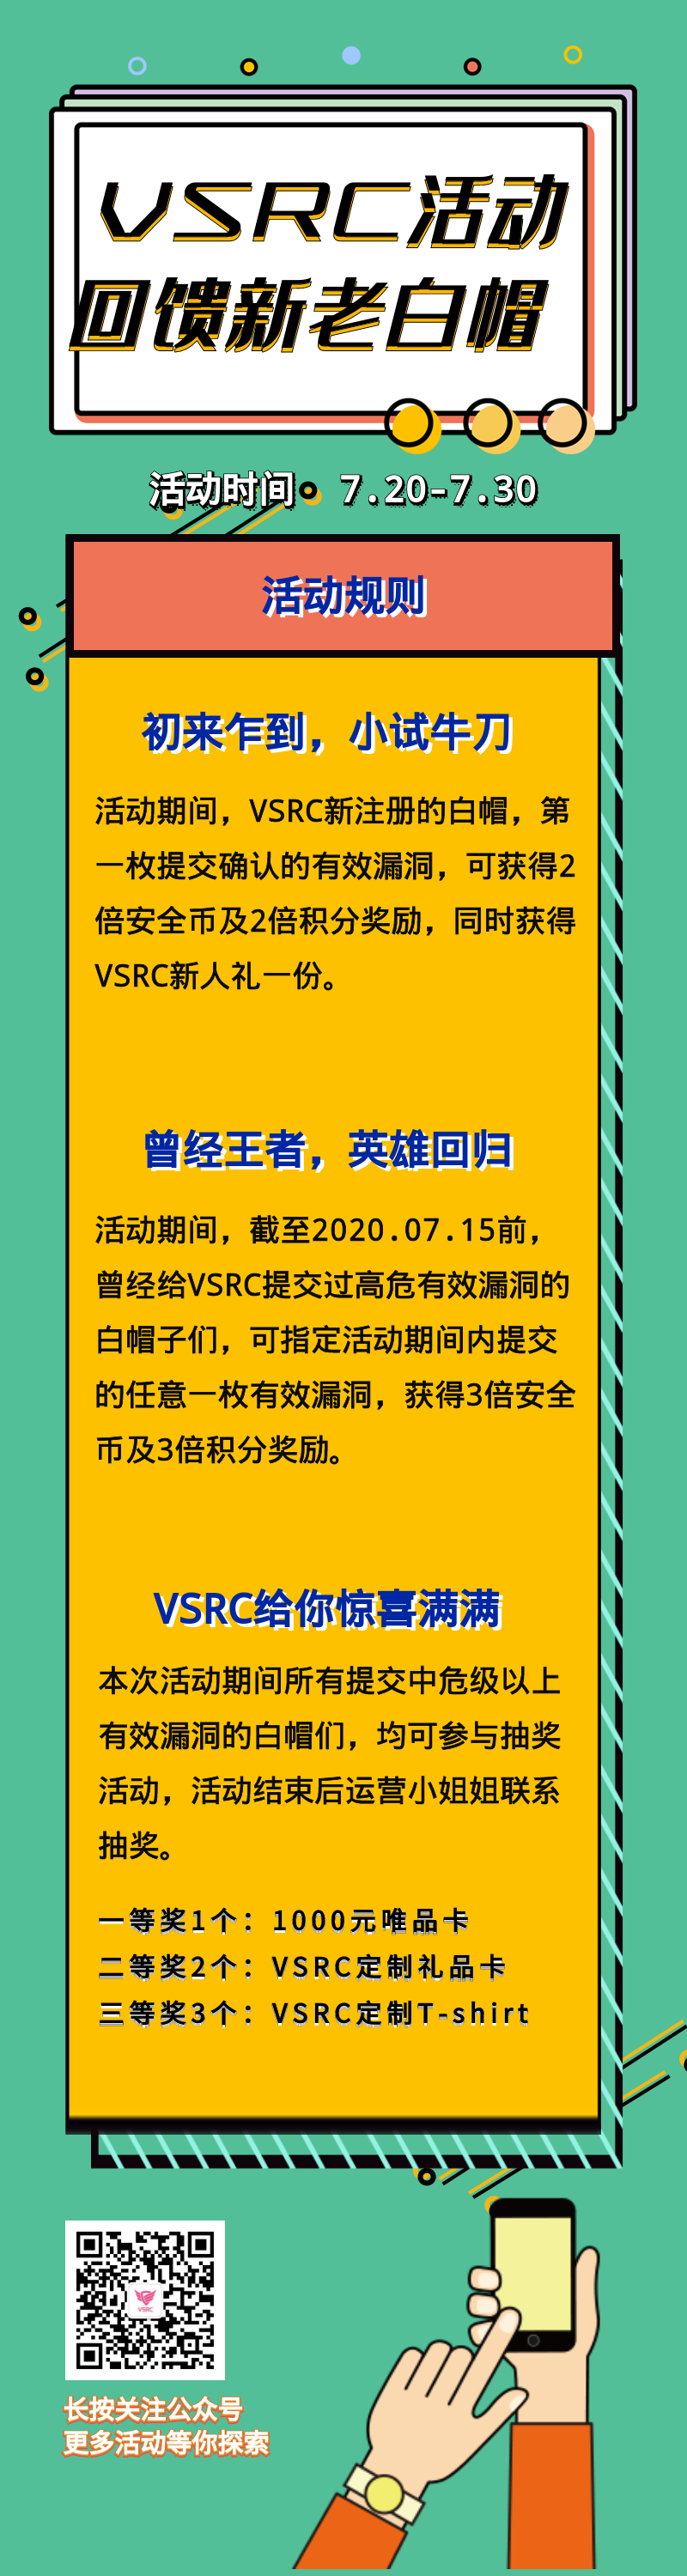 VSRC活动
回馈新老白帽
活动时间 7.20-7.30
活动规则
初来乍到，小试牛刀
活动期间，VSRC新注册的白帽，第
一枚提交确认的有效漏洞，可获得2
倍安全币及2倍积分奖励，同时获得
VSRC新人礼一份。
曾经王者，英雄回归
活动期间，截至2020.07.15前，
曾经给VSRC提交过高危有效漏洞的
白帽子们，可指定活动期间内提交
的任意一枚有效漏洞，获得3倍安全
币及3倍积分奖励。
VSRC给你惊喜满满
本次活动期间所有提交中危级以上
有效漏洞的白帽们，均可参与抽奖
活动，活动结束后运营小姐姐联系
抽奖。
一等奖1个：1000元唯品卡
二等奖2个：VSRC定制礼品卡
三等奖3个：VSRC定制T-shirt
VSRC
长按关注公众号
更多活动等你探索